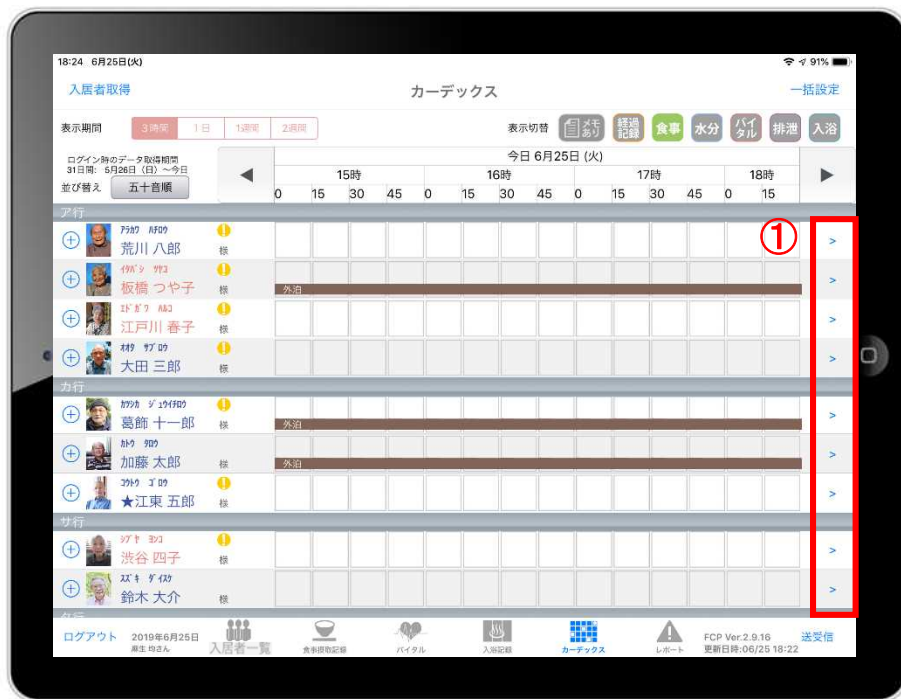 18:24 6月25日(火) 91%
入居者取得 カーデックス 一括設定
表示期間 3時間 1日 1週間 2週間 表示切替 メモあり 経過記録 食事 水分 バイタル 排泄 入浴
ログイン時のデータ取得期間
31日間: 5月26日(日)~今日
並び替え 五十音順
今日 6月25日 (火)
15時 16時 17時 18時
0 15 30 45 0 15 30 45 0 15 30 45 0 15
ア行
①
アラカワ ハチロウ
荒川 八郎 様 >
イタバシ ツヤコ
板橋 つや子 様 外泊 >
エドガワ ハルコ
江戸川 春子 様 >
オオタ サブロウ
大田 三郎 様 >
カ行
カツシカ ジュウイチロウ
葛飾 十一郎 様 外泊 >
カトウ タロウ
加藤 太郎 様 外泊 >
コウトウ ゴロウ
★江東 五郎 様 >
サ行
シブヤ ヨンコ
渋谷 四子 様 >
スズキ ダイスケ
鈴木 大介 様 >
タ行
ログアウト 2019年6月25日
麻生 均さん
入居者一覧 食事摂取記録 バイタル 入浴記録 カーデックス レポート
FCP Ver.2.9.16
更新日時:06/25 18:22
送受信